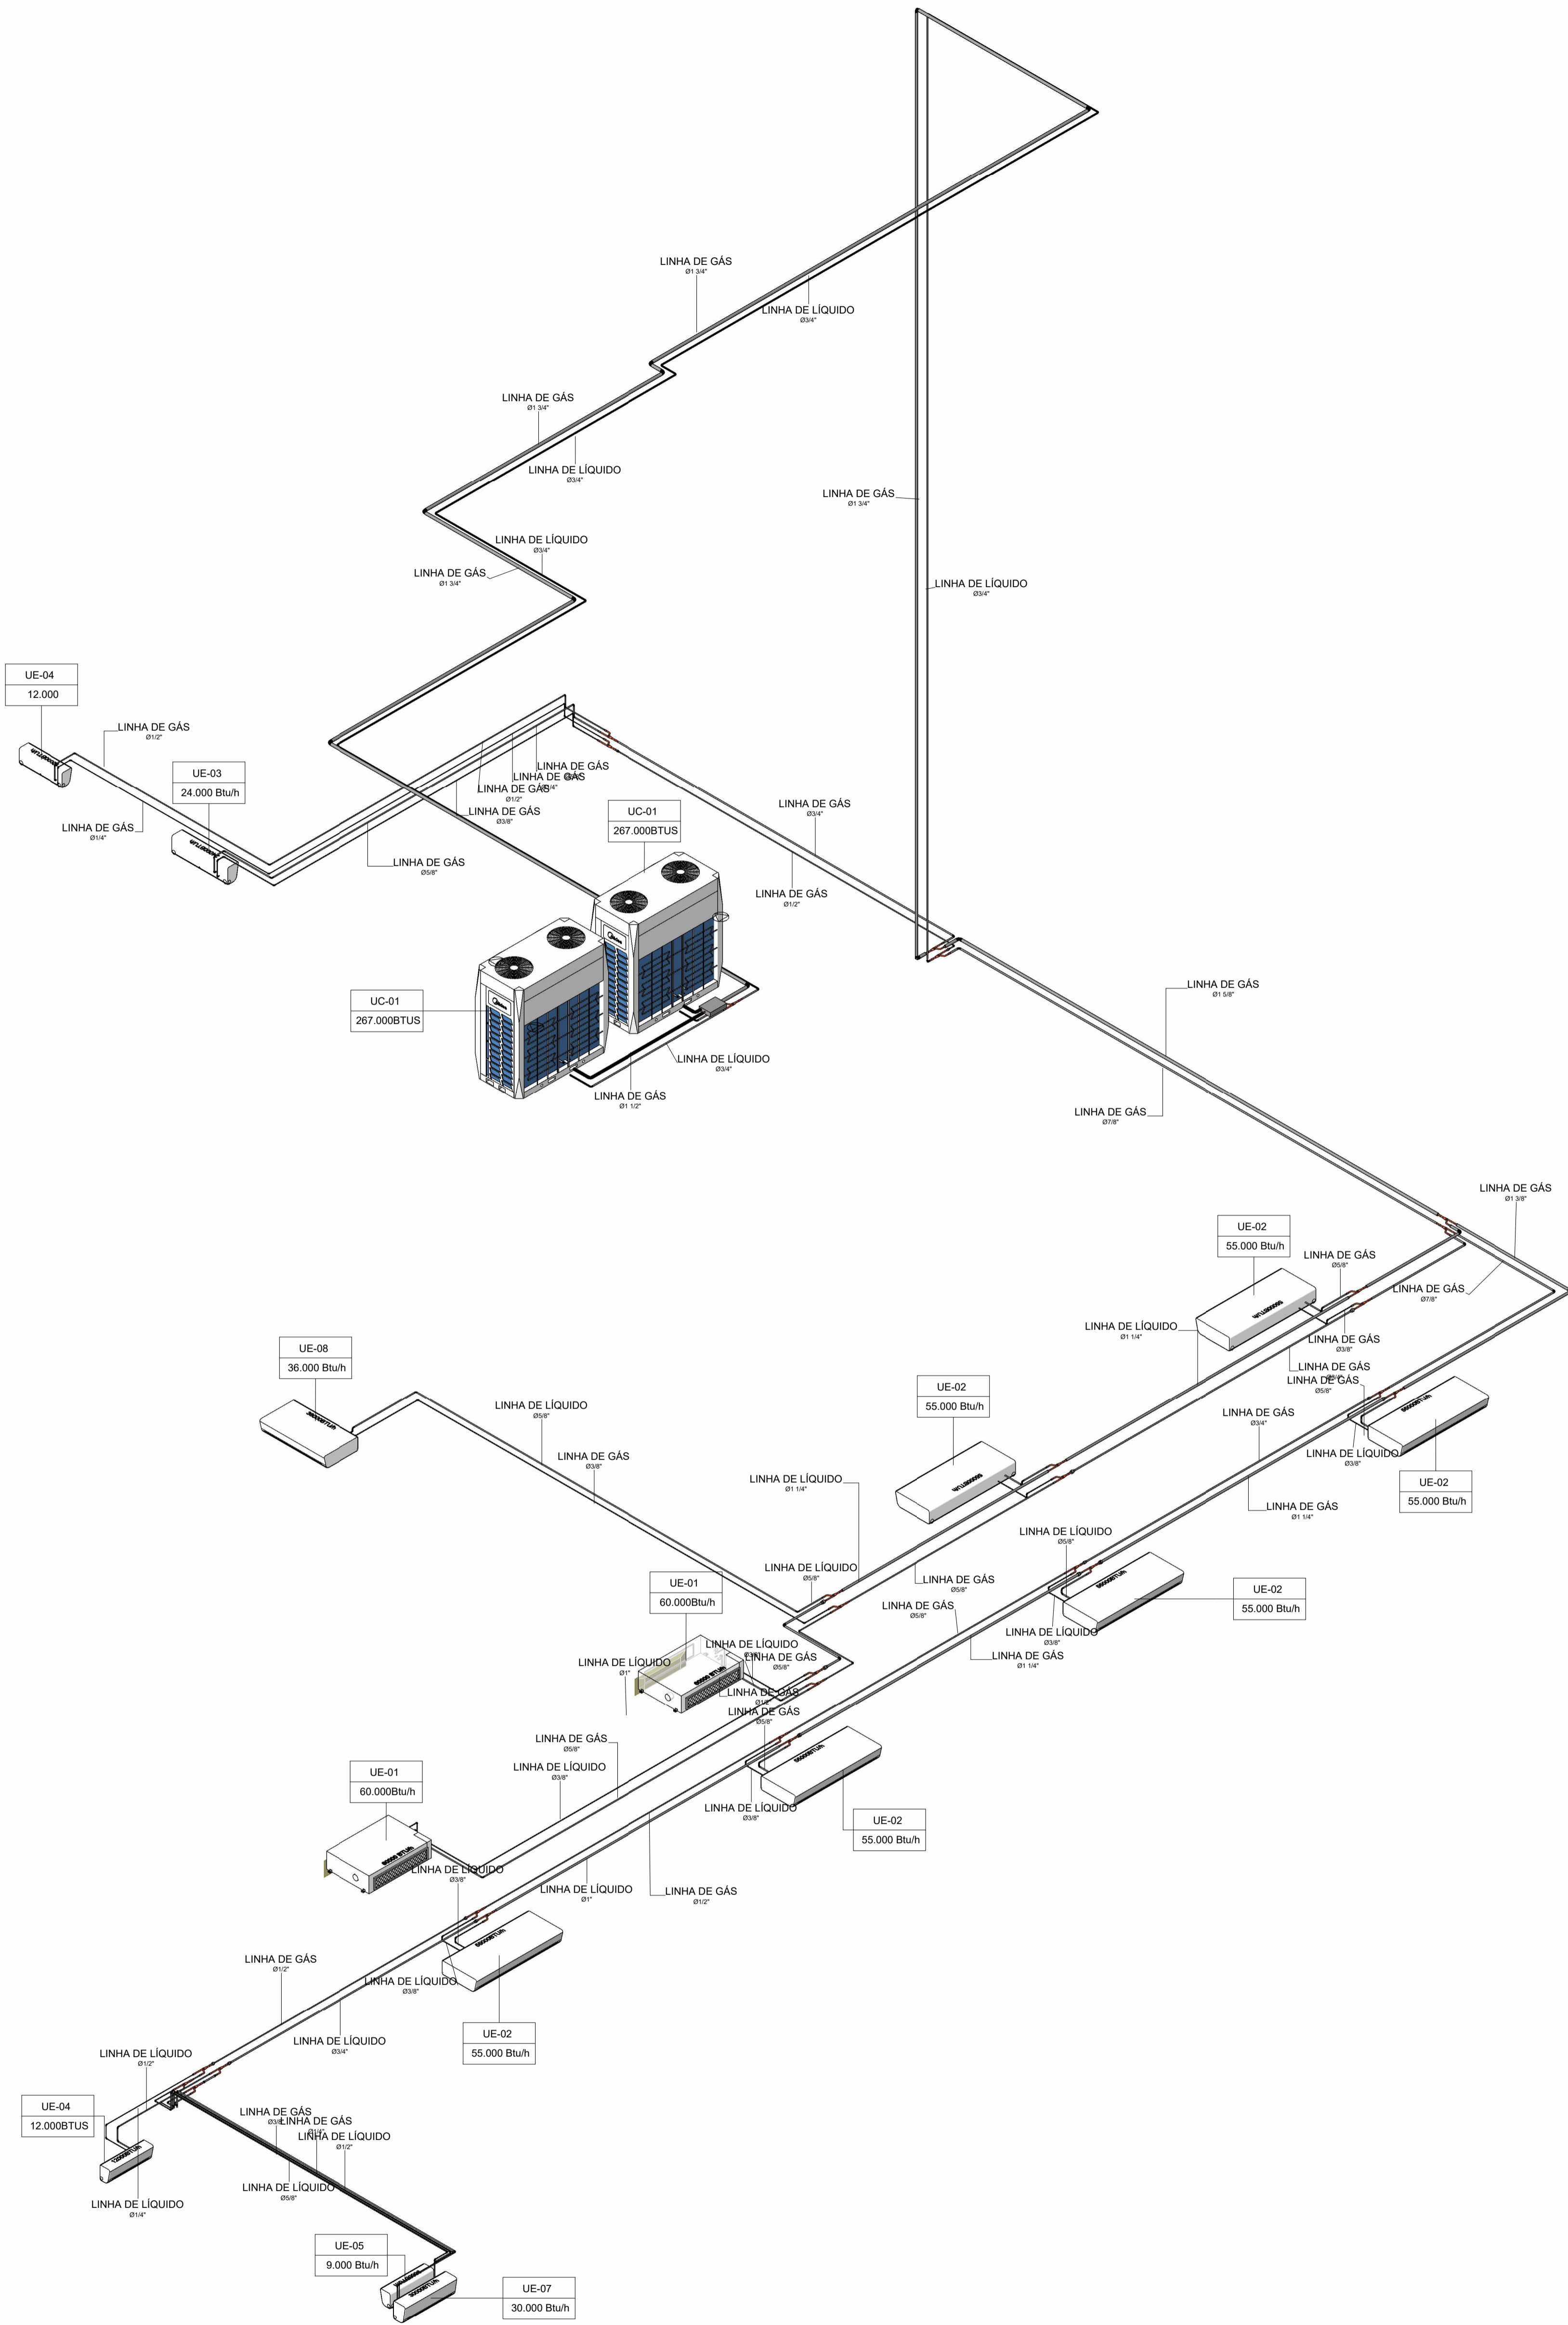 LINHA DE GÁS
Ø1 3/4"
LINHA DE LÍQUIDO
Ø3/4"
LINHA DE GÁS
Ø1 3/4"
LINHA DE LÍQUIDO
Ø3/4"
LINHA DE GÁS
Ø1 3/4"
LINHA DE LÍQUIDO
Ø3/4"
LINHA DE GÁS
Ø1 3/4"
LINHA DE LÍQUIDO
Ø3/4"
UE-04
12.000
LINHA DE GÁS
Ø1/2"
LINHA DE GÁS
Ø1/4"
UE-03
24.000 Btu/h
LINHA DE GÁS
LINHA DE GÁS
LINHA DE GÁS
Ø1/2"
LINHA DE GÁS
Ø3/8"
LINHA DE GÁS
Ø5/8"
UC-01
267.000BTUS
LINHA DE GÁS
Ø3/4"
LINHA DE GÁS
Ø1/2"
Midea
Midea
UC-01
267.000BTUS
LINHA DE LÍQUIDO
Ø3/4"
LINHA DE GÁS
Ø1 1/2"
LINHA DE GÁS
Ø1 5/8"
LINHA DE GÁS
Ø7/8"
LINHA DE GÁS
Ø1 3/8"
UE-02
55.000 Btu/h
LINHA DE GÁS
Ø5/8"
LINHA DE GÁS
Ø7/8"
LINHA DE LÍQUIDO
Ø1 1/4"
LINHA DE GÁS
Ø3/8"
LINHA DE GÁS
LINHA DE GÁS
Ø5/8"
UE-08
36.000 Btu/h
36000BTU/h
UE-02
55.000 Btu/h
LINHA DE LÍQUIDO
Ø5/8"
LINHA DE GÁS
Ø3/8"
LINHA DE GÁS
Ø3/4"
LINHA DE LÍQUIDO
Ø3/8"
UE-02
55.000 Btu/h
LINHA DE LÍQUIDO
Ø1 1/4"
LINHA DE GÁS
Ø1 1/4"
LINHA DE LÍQUIDO
Ø5/8"
LINHA DE LÍQUIDO
Ø5/8"
LINHA DE GÁS
Ø5/8"
UE-01
60.000Btu/h
UE-02
55.000 Btu/h
LINHA DE GÁS
Ø5/8"
LINHA DE LÍQUIDO
Ø3/8"
LINHA DE GÁS
Ø1 1/4"
LINHA DE LÍQUIDO
LINHA DE GÁS
Ø5/8"
LINHA DE LÍQUIDO
Ø1"
60000 BTU/h
LINHA DE GÁS
LINHA DE GÁS
Ø5/8"
LINHA DE GÁS
Ø5/8"
LINHA DE LÍQUIDO
Ø3/8"
UE-01
60.000Btu/h
LINHA DE LÍQUIDO
Ø3/8"
UE-02
55.000 Btu/h
60000 BTU/h
LINHA DE LÍQUIDO
Ø3/8"
LINHA DE LÍQUIDO
Ø1"
LINHA DE GÁS
Ø1/2"
LINHA DE GÁS
Ø1/2"
LINHA DE LÍQUIDO
Ø3/8"
UE-02
55.000 Btu/h
LINHA DE LÍQUIDO
Ø3/4"
LINHA DE LÍQUIDO
Ø1/2"
UE-04
12.000BTUS
12000BTU/h
LINHA DE GÁS
LINHA DE GÁS
LINHA DE LÍQUIDO
Ø1/2"
LINHA DE LÍQUIDO
Ø5/8"
LINHA DE LÍQUIDO
Ø1/4"
UE-05
9.000 Btu/h
30000BTU/h
UE-07
30.000 Btu/h